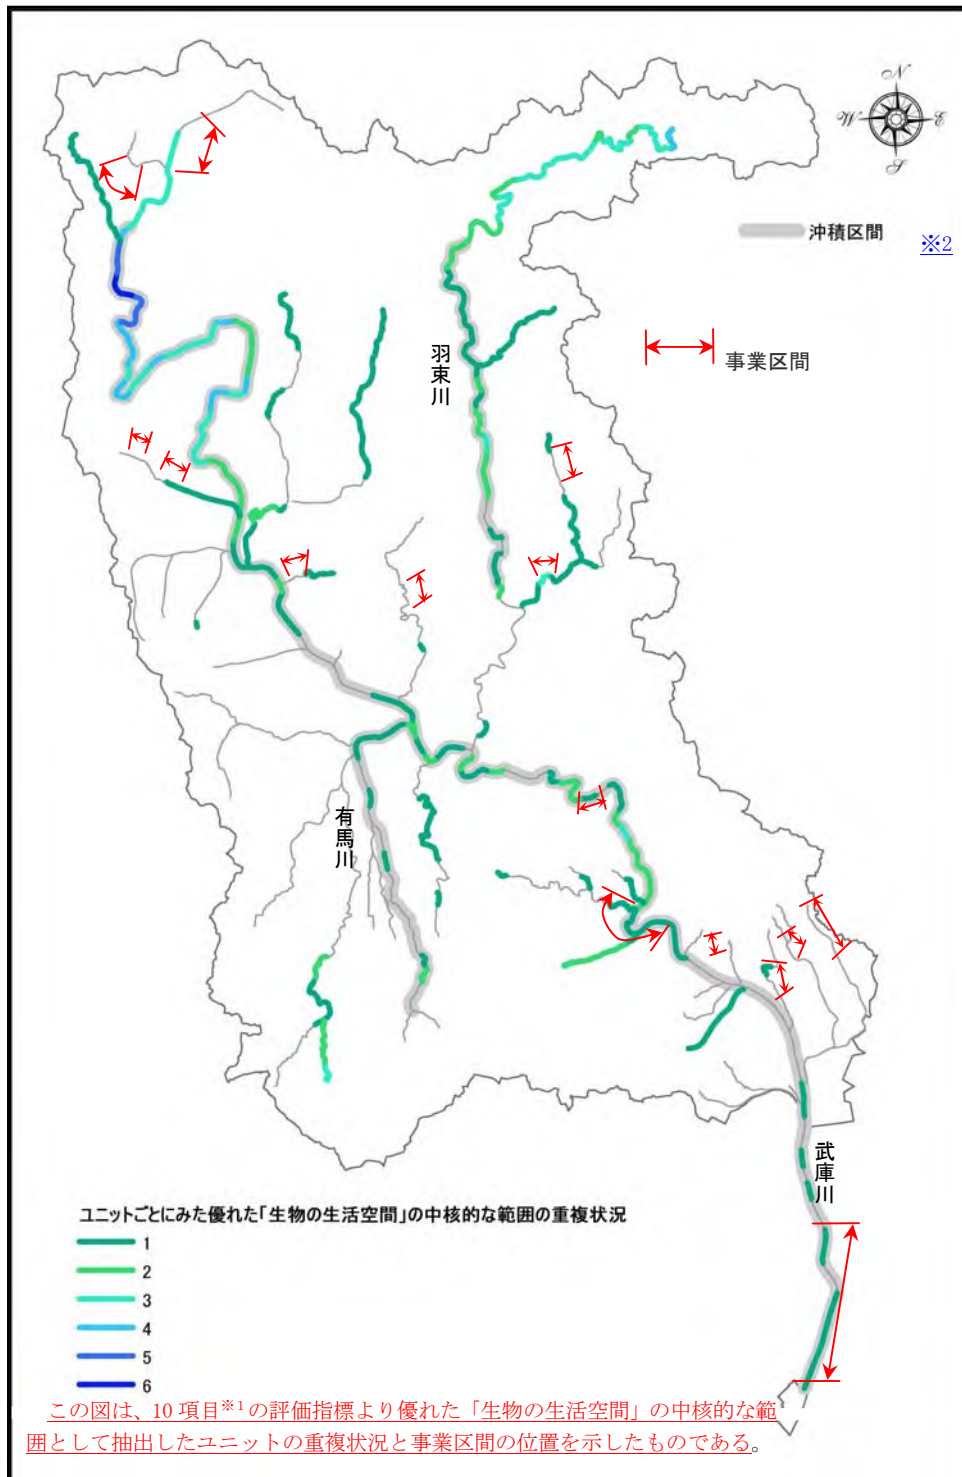 N
W
E
S
沖積区間
※2
羽束川
事業区間
有馬川
武庫川
ユニットごとにみた優れた「生物の生活空間」の中核的な範囲の重複状況
1
2
3
4
5
6
この図は、10 項目※1の評価指標より優れた「生物の生活空間」の中核的な範
囲として抽出したユニットの重複状況と事業区間の位置を示したものである。